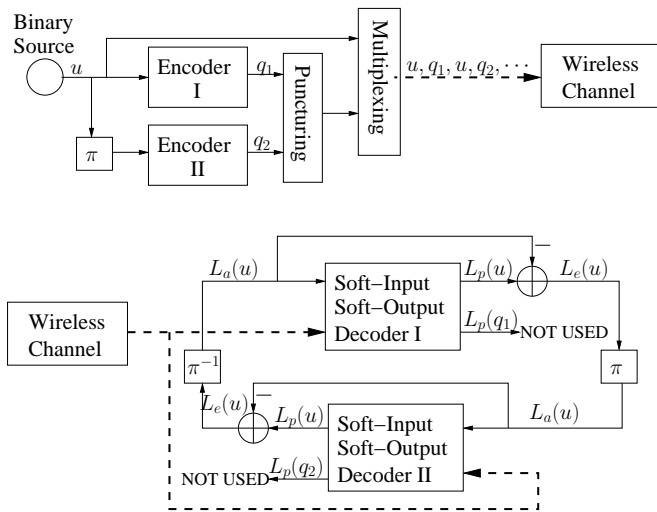 Binary
Source
u
Encoder
I
q₁
π
Encoder
II
q₂
Puncturing
Multiplexing
u, q₁, u, q₂, ···
Wireless
Channel
Lₐ(u)
Soft−Input
Soft−Output
Decoder I
Lₚ(u)
−
Lₑ(u)
Lₚ(q₁)
NOT USED
Wireless
Channel
π⁻¹
π
Lₑ(u)
−
Lₚ(u)
Soft−Input
Soft−Output
Decoder II
Lₐ(u)
NOT USED
Lₚ(q₂)